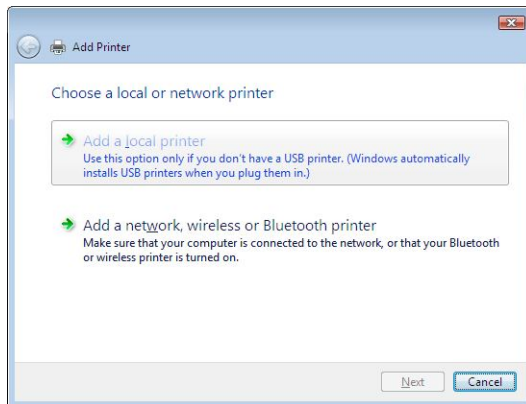 Add Printer
Choose a local or network printer
Add a local printer
Use this option only if you don't have a USB printer. (Windows automatically
installs USB printers when you plug them in.)
Add a network, wireless or Bluetooth printer
Make sure that your computer is connected to the network, or that your Bluetooth
or wireless printer is turned on.
Next Cancel